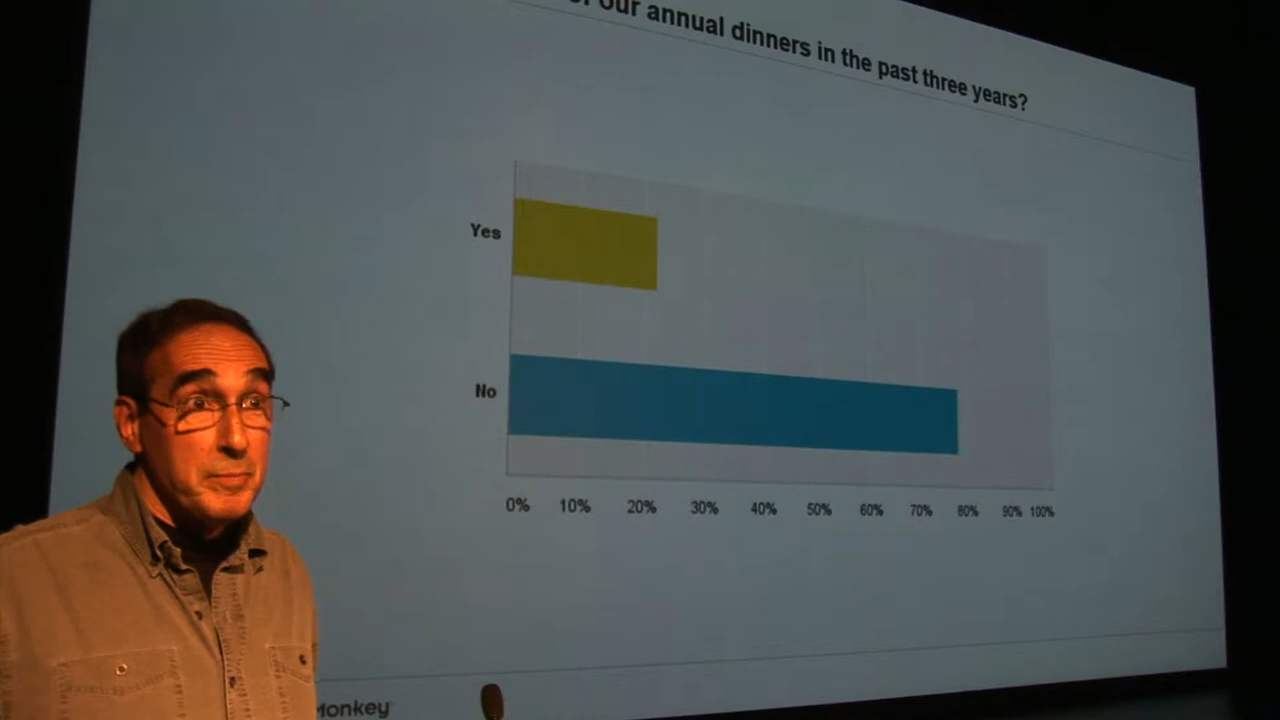 our annual dinners in the past three years?
Yes
No
0% 10% 20% 30% 40% 50% 60% 70% 80% 90% 100%
Monkey